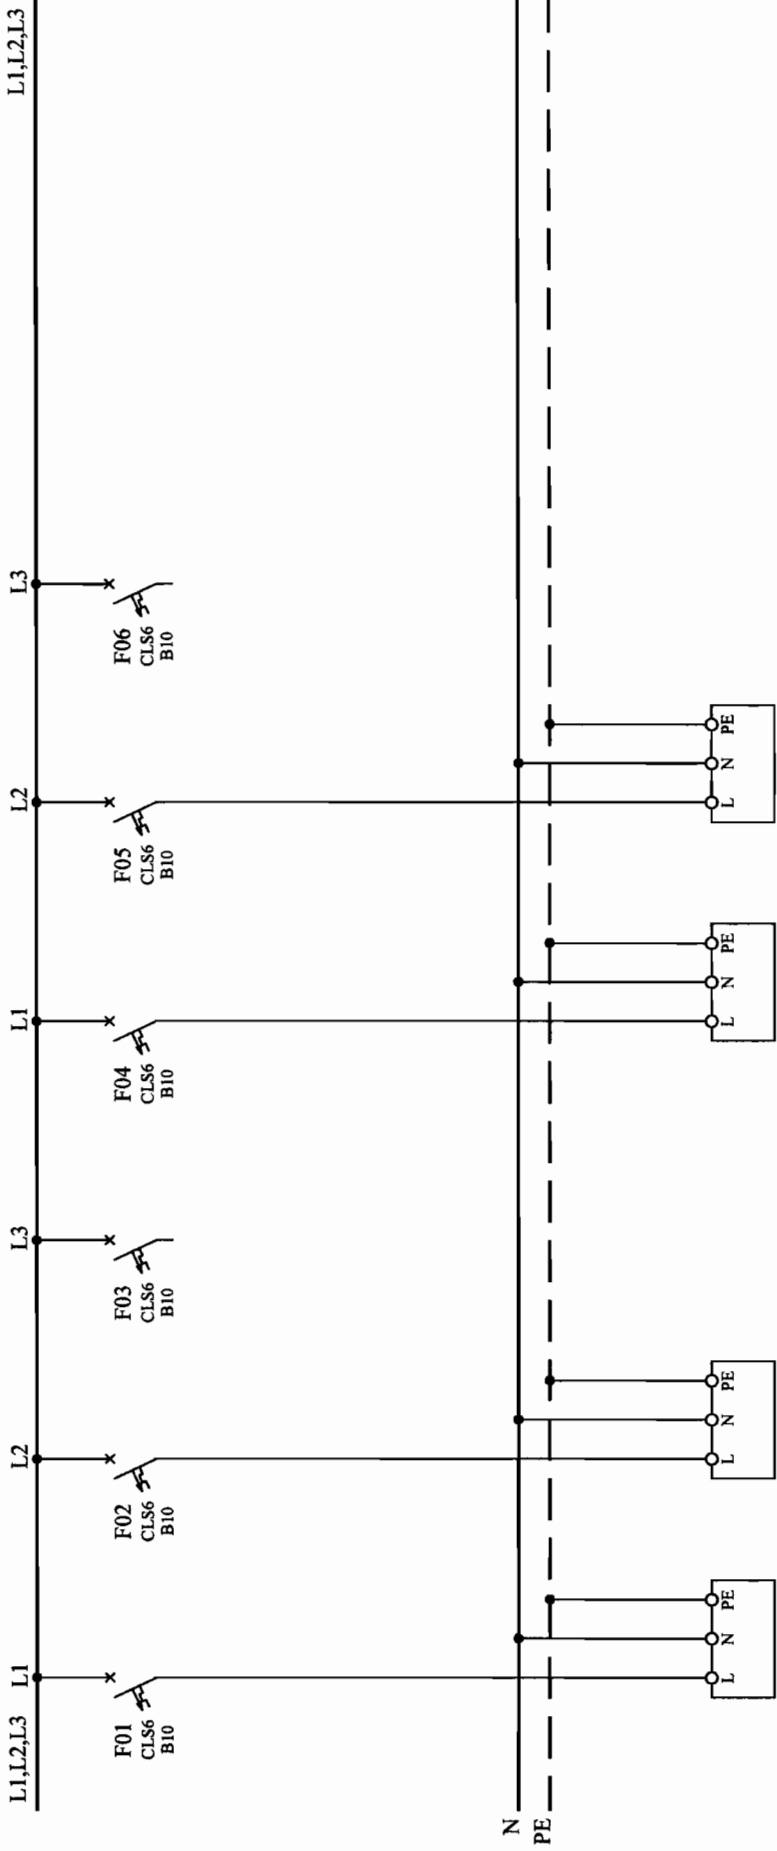 L1,L2,L3
L1
L2
L3
L1
L2
L3
L1,L2,L3
F01
CLS6
B10
F02
CLS6
B10
F03
CLS6
B10
F04
CLS6
B10
F05
CLS6
B10
F06
CLS6
B10
N
PE
L
N
PE
L
N
PE
L
N
PE
L
N
PE